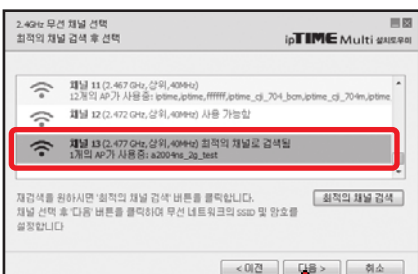 2.4GHz 무선 채널 선택
최적의 채널 검색 후 선택
ipTIME Multi 설치도우미
채널 11 (2.467 GHz,상위,40MHz)
12개의 AP가 사용중: iptime,iptime,ffffff,iptime_cji_704_bcm,iptime_cji_704m,iptime
채널 12 (2.472 GHz,상위,40MHz) 사용 가능함
채널 13 (2.477 GHz,상위,40MHz) 최적의 채널로 검색됨
1개의 AP가 사용중: a2004ns_2g_test
재검색를 원하시면 '최적의 채널 검색' 버튼을 클릭합니다.
채널 선택 후 '다음' 버튼을 클릭하여 무선 네트워크의 SSID 및 암호를
설정합니다
최적의 채널 검색
< 이전
다음 >
취소